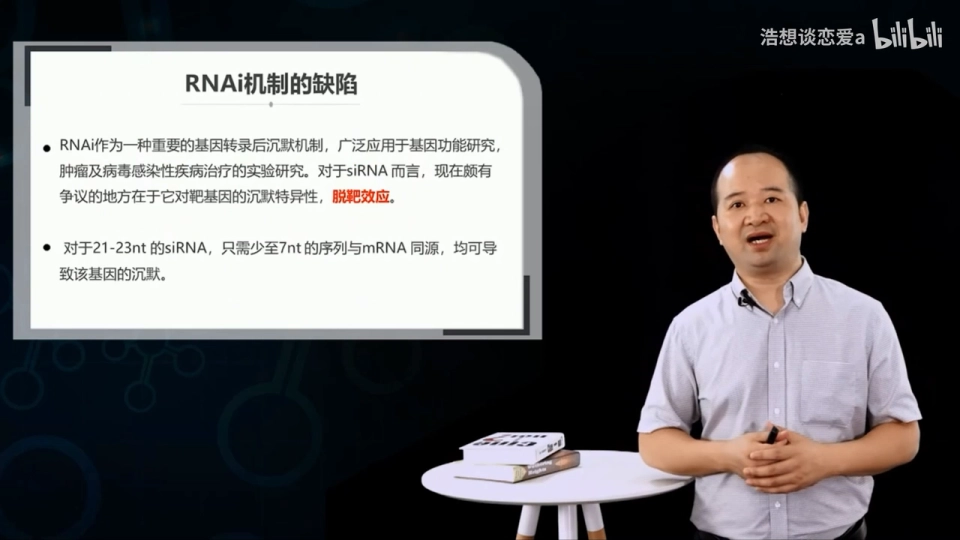 浩想谈恋爱a bilibili
RNAi机制的缺陷
RNAi作为一种重要的基因转录后沉默机制，广泛应用于基因功能研究，
肿瘤及病毒感染性疾病治疗的实验研究。对于siRNA 而言，现在颇有
争议的地方在于它对靶基因的沉默特异性，脱靶效应。
对于21-23nt 的siRNA，只需少至7nt 的序列与mRNA 同源，均可导
致该基因的沉默。